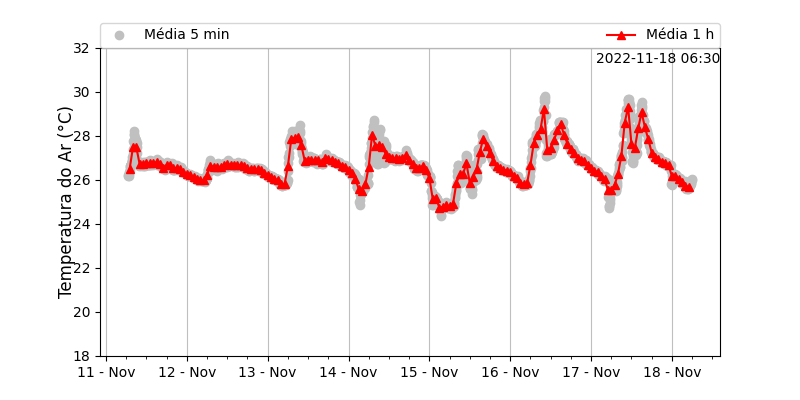 Média 5 min
Média 1 h
2022-11-18 06:30
Temperatura do Ar (°C)
32
30
28
26
24
22
20
18
11 - Nov
12 - Nov
13 - Nov
14 - Nov
15 - Nov
16 - Nov
17 - Nov
18 - Nov